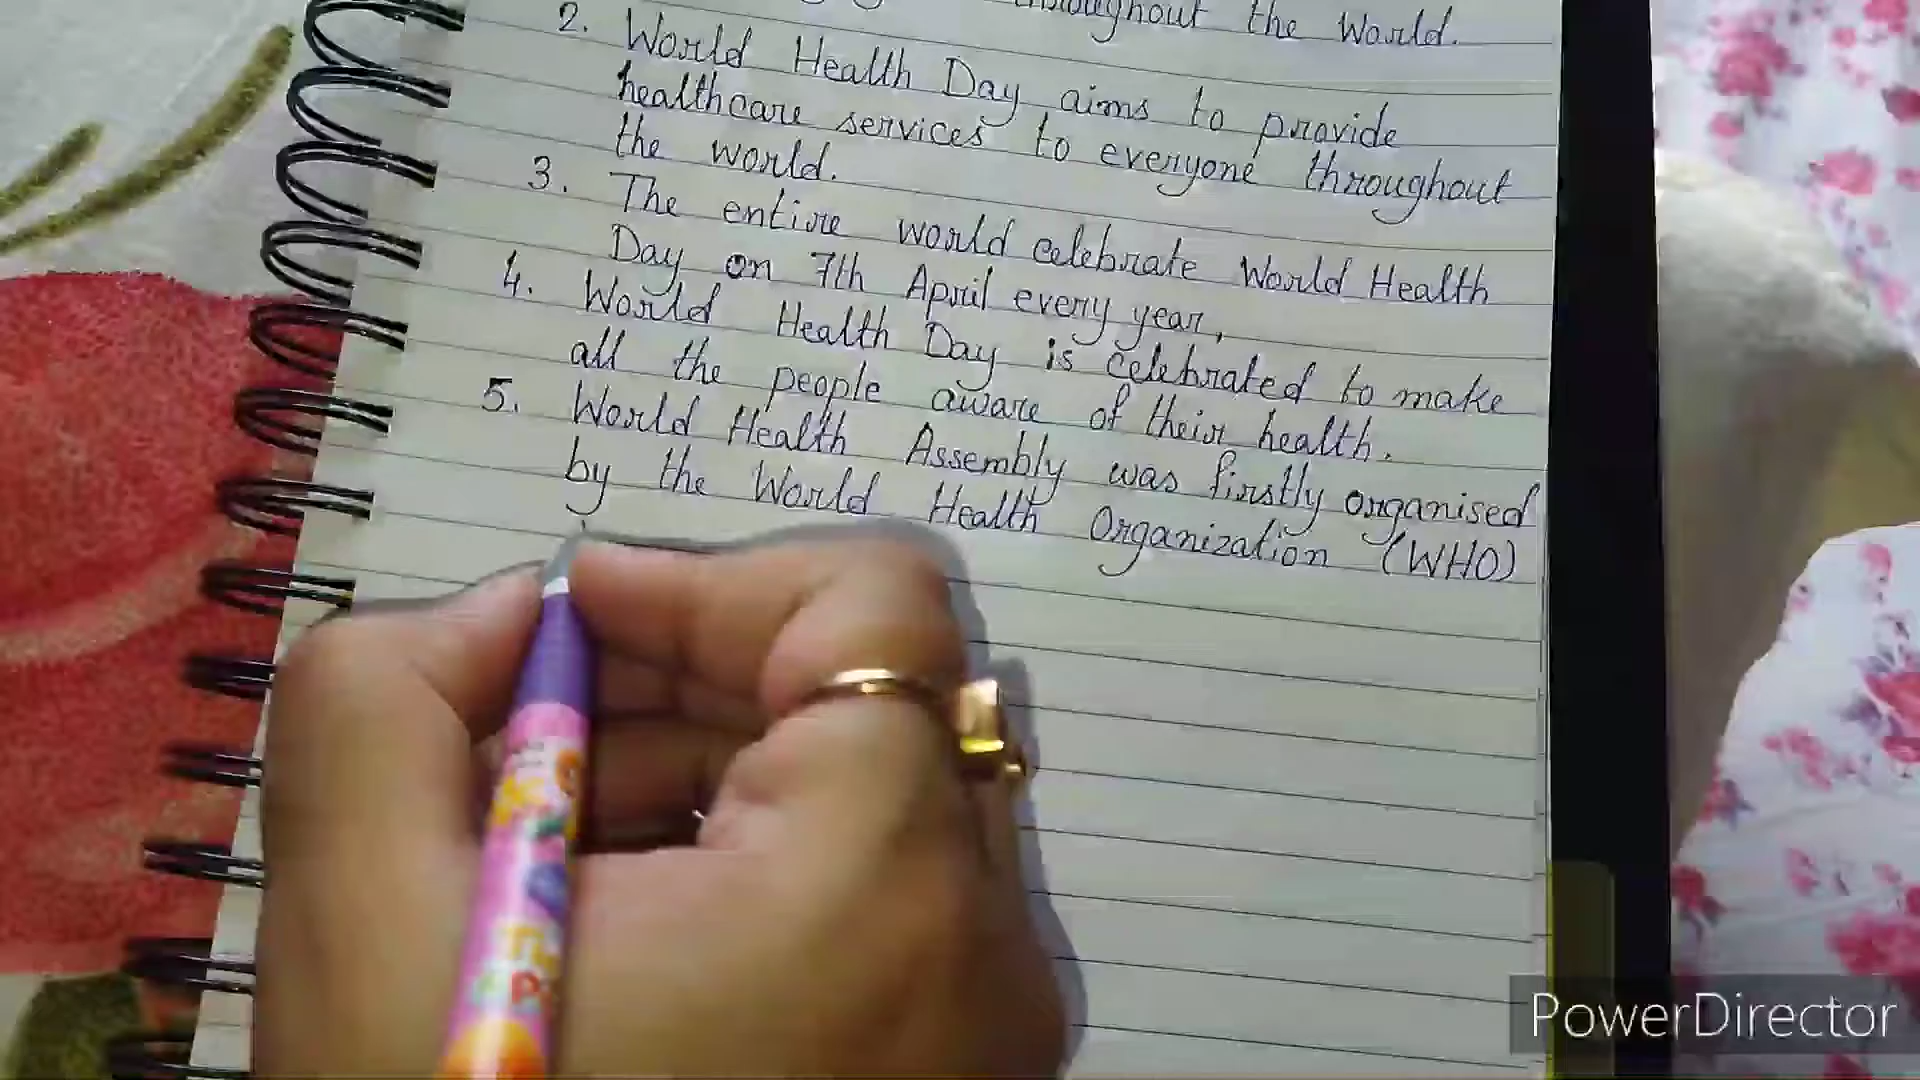 throughout the World.
2. World Health Day aims to provide
healthcare services to everyone throughout
the world.
3. The entire world celebrate World Health
Day on 7th April every year,
4. World Health Day is celebrated to make
all the people aware of their health.
5. World Health Assembly was firstly organised
by the World Health Organization (WHO)
PowerDirector